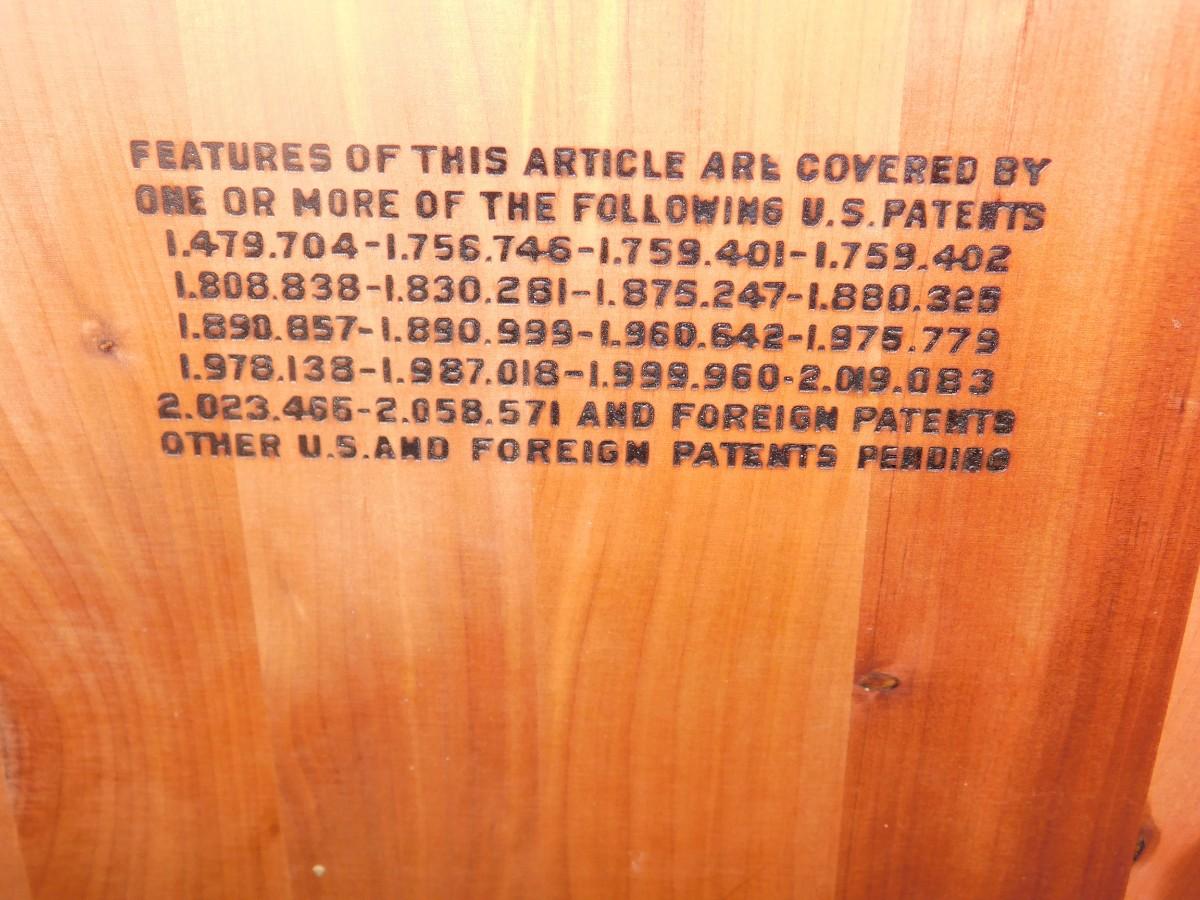 FEATURES OF THIS ARTICLE ARE COVERED BY
ONE OR MORE OF THE FOLLOWING U.S. PATENTS
1.479.704-1.756.746-1.759.401-1.759.402
1.808.838-1.830.281-1.875.247-1.880.325
1.890.857-1.890.999-1.960.642-1.975.779
1.978.138-1.987.018-1.999.960-2.019.083
2.023.466-2.058.571 AND FOREIGN PATENTS
OTHER U.S. AND FOREIGN PATENTS PENDING